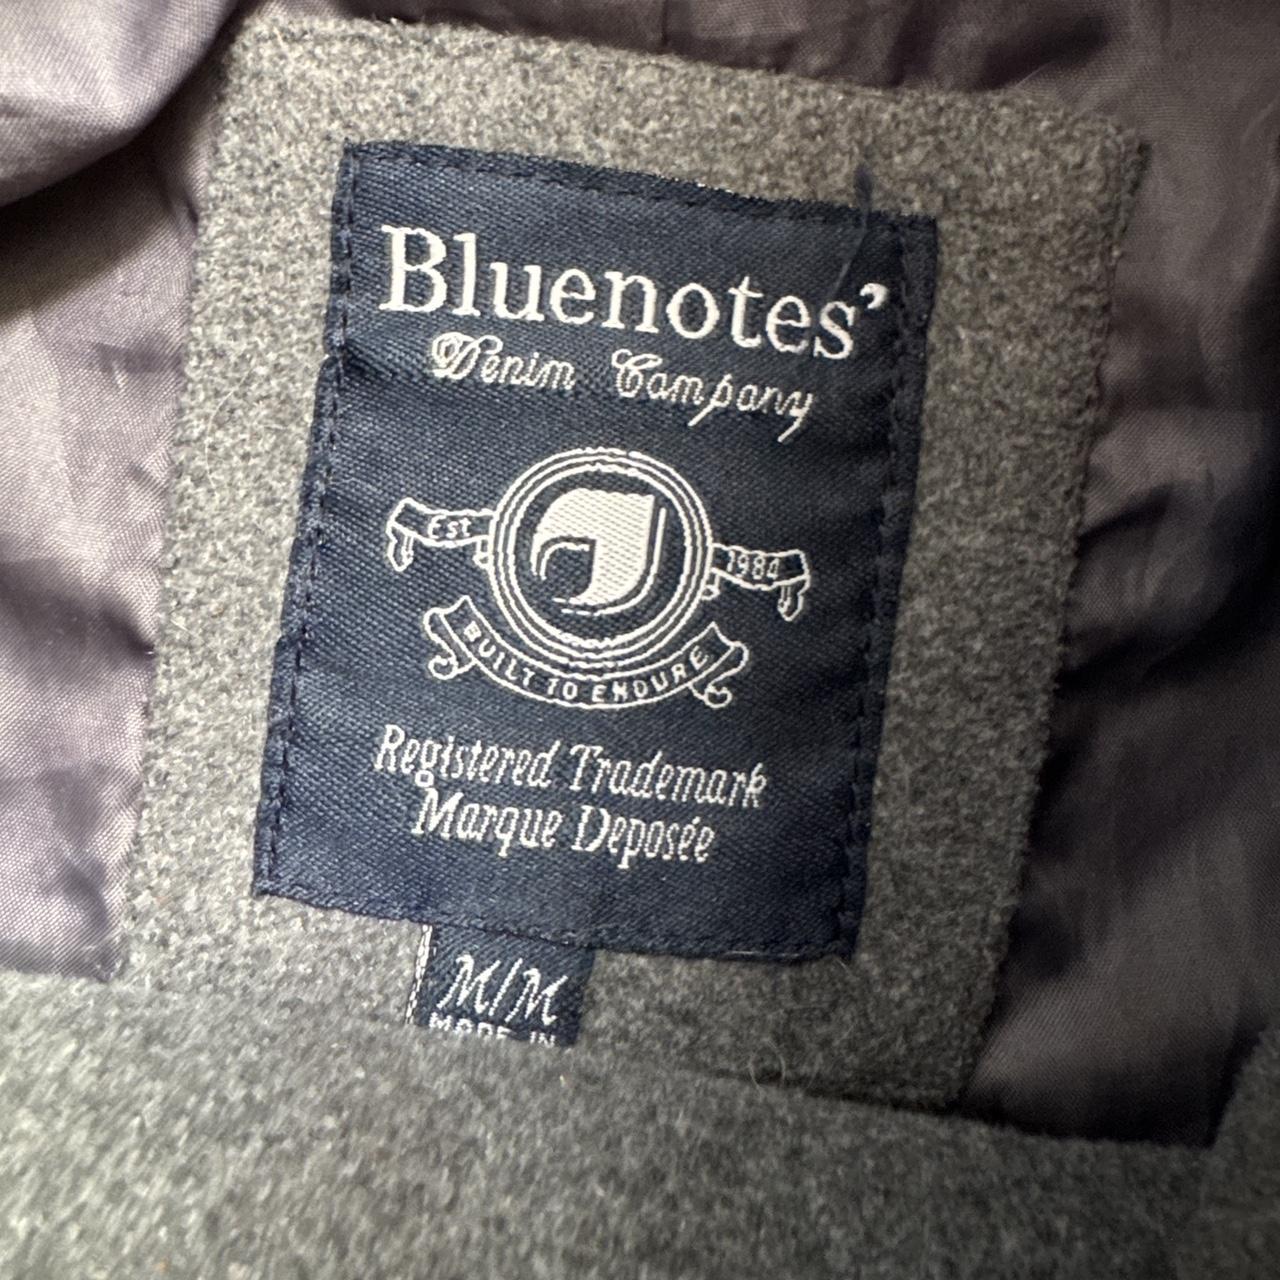 Bluenotes’
Denim Company
Est 1984
BUILT TO ENDURE
Registered Trademark
Marque Deposée
M/M
MADE IN